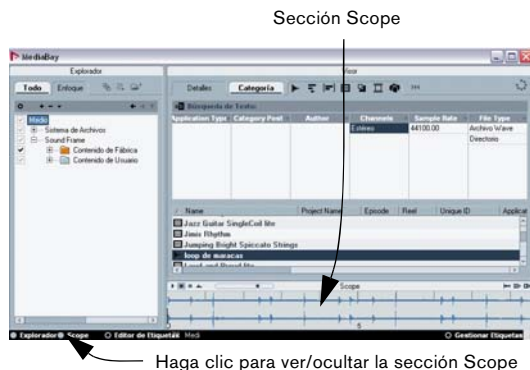 Sección Scope
MediaBay
Explorador
Visor
Todo Enfoque
Detalles Categoría
Búsqueda de Texto:
Medio
Sistema de Archivos
Sound Frame
Contenido de Fábrica
Contenido de Usuario
Application Type Category Post Author Channels Sample Rate File Type
Estéreo 44100.00 Archivo Wave
Directorio
Name Project Name Episode Reel Unique ID Applicat
Jazz Guitar SingleCoil lite
Jimis Rhythm
Jumping Bright Spiccato Strings
loop de maracas
Scope
5
Explorador Scope Editor de Etiquetas Medi Gestionar Etiquetas
Haga clic para ver/ocultar la sección Scope